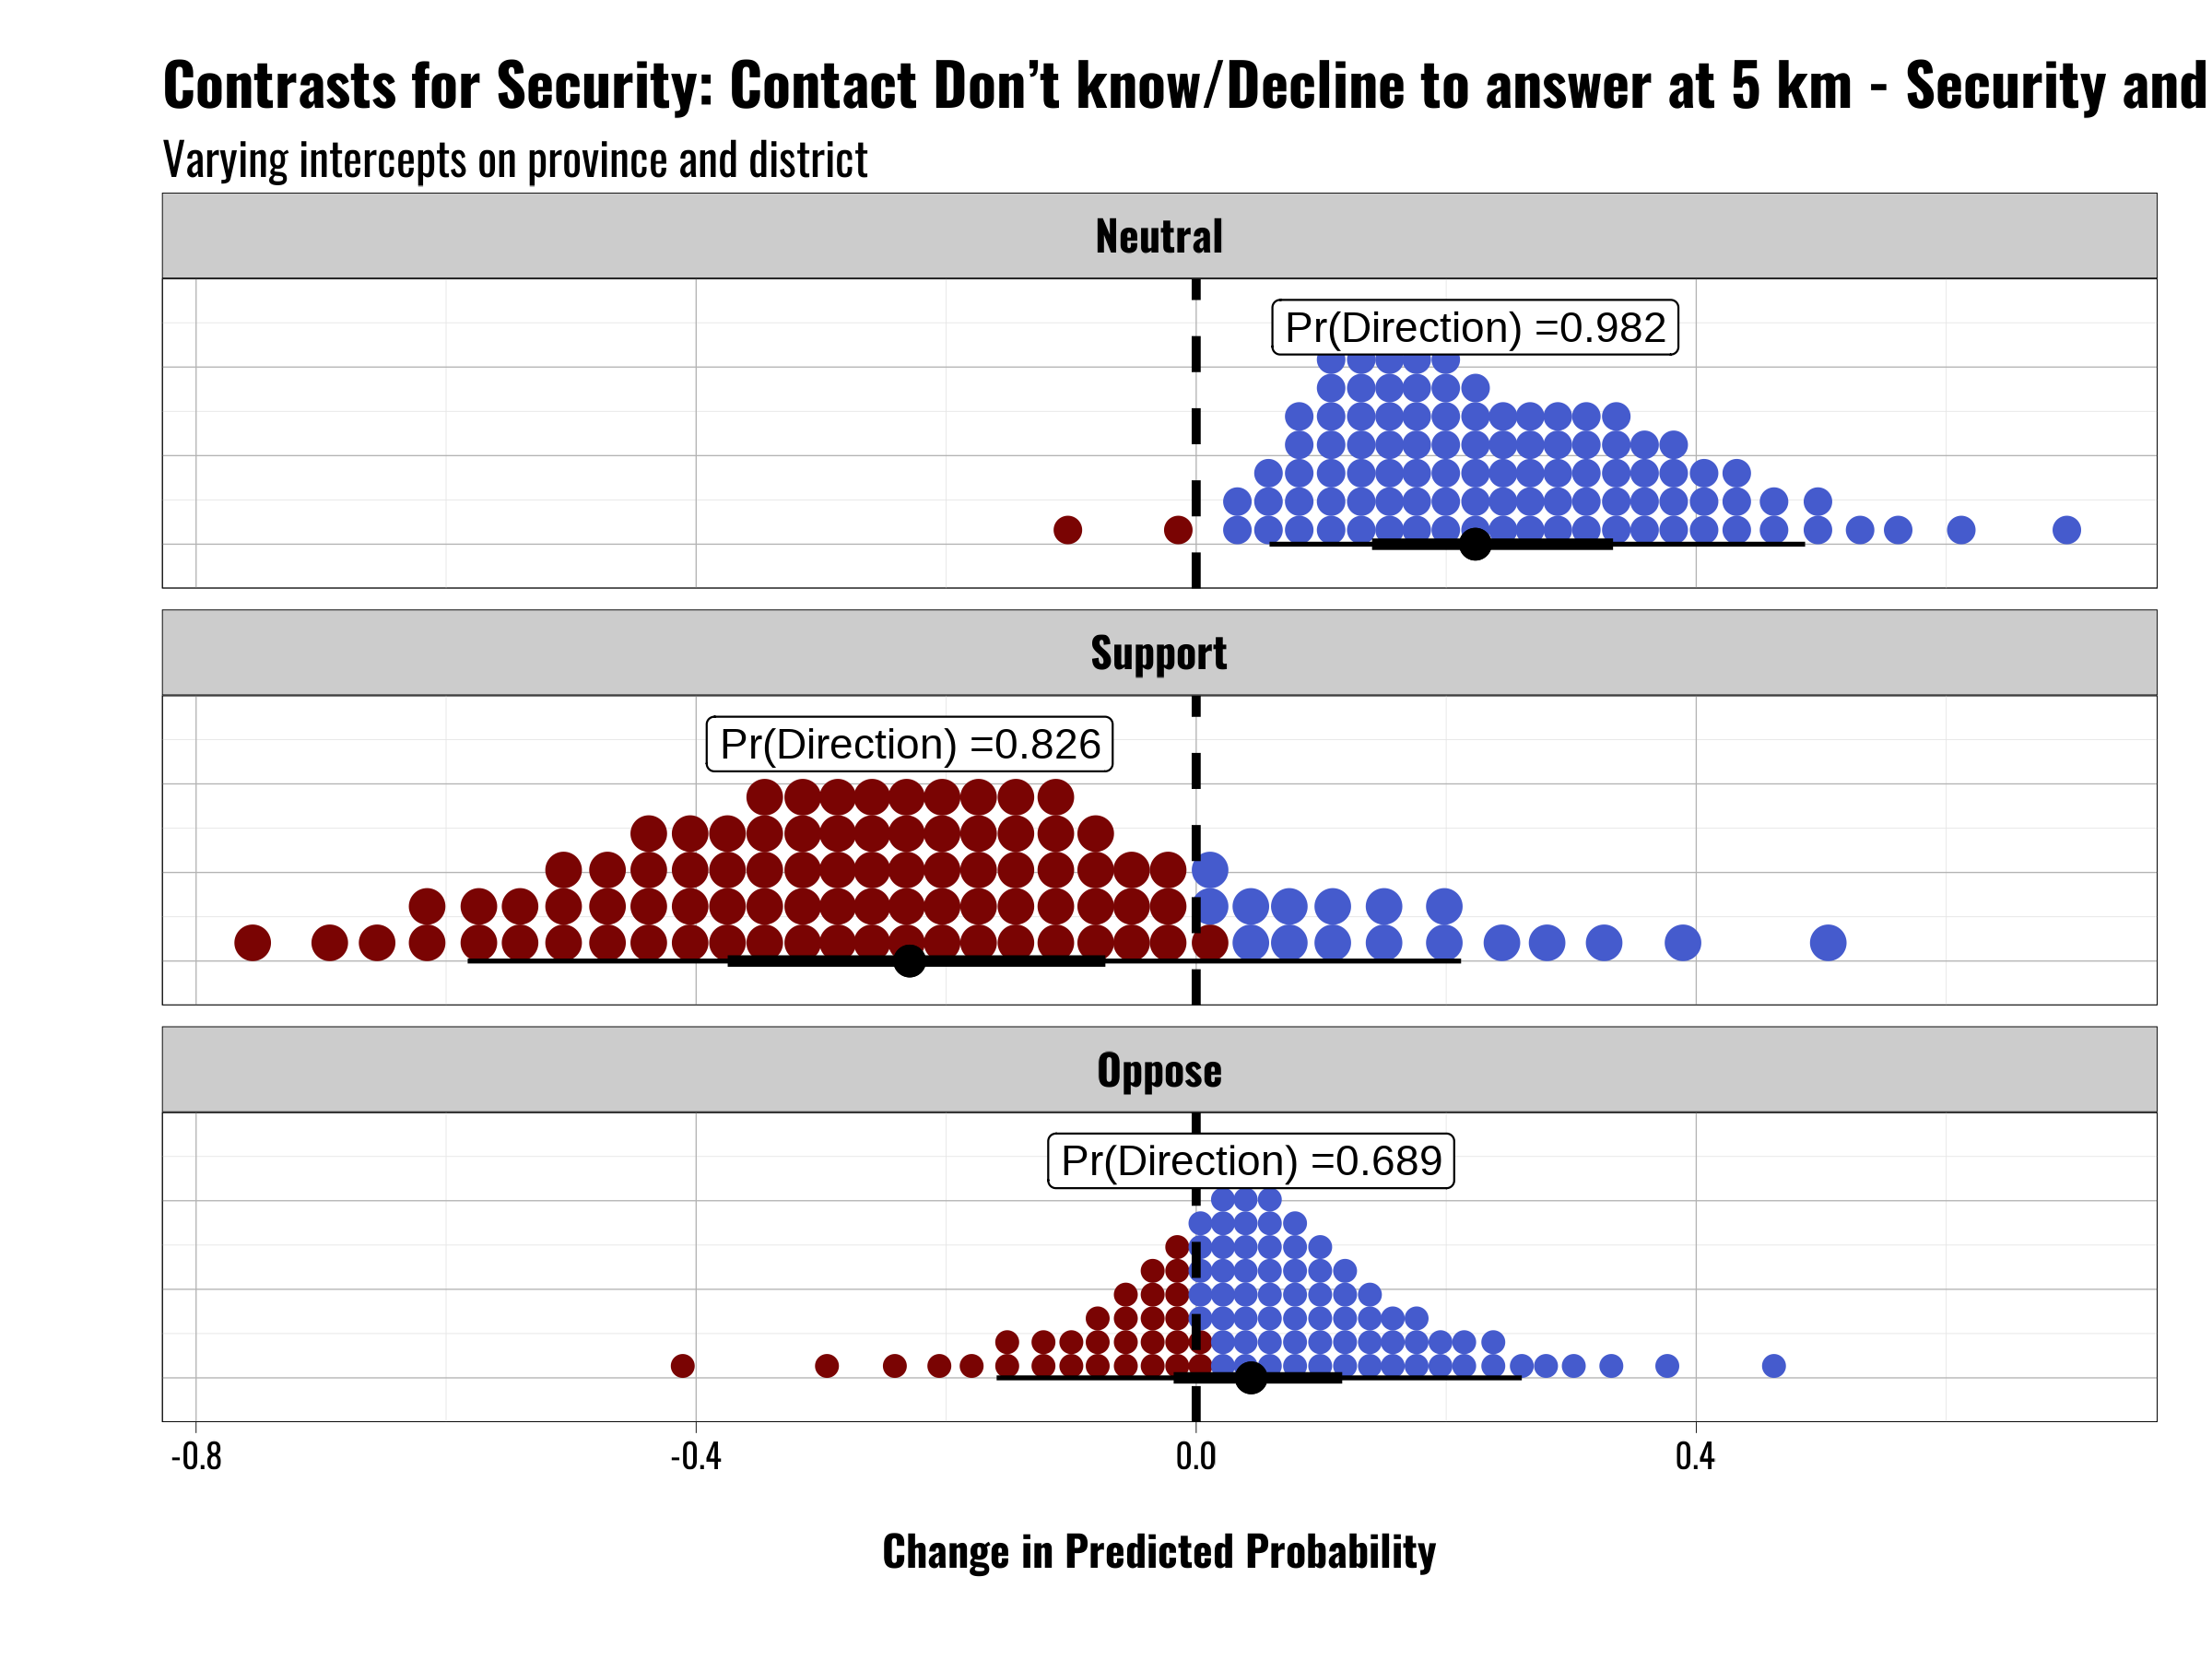 Contrasts for Security: Contact Don’t know/Decline to answer at 5 km - Security and
Varying intercepts on province and district
Neutral
Pr(Direction) =0.982
Support
Pr(Direction) =0.826
Oppose
Pr(Direction) =0.689
-0.8 -0.4 0.0 0.4
Change in Predicted Probability